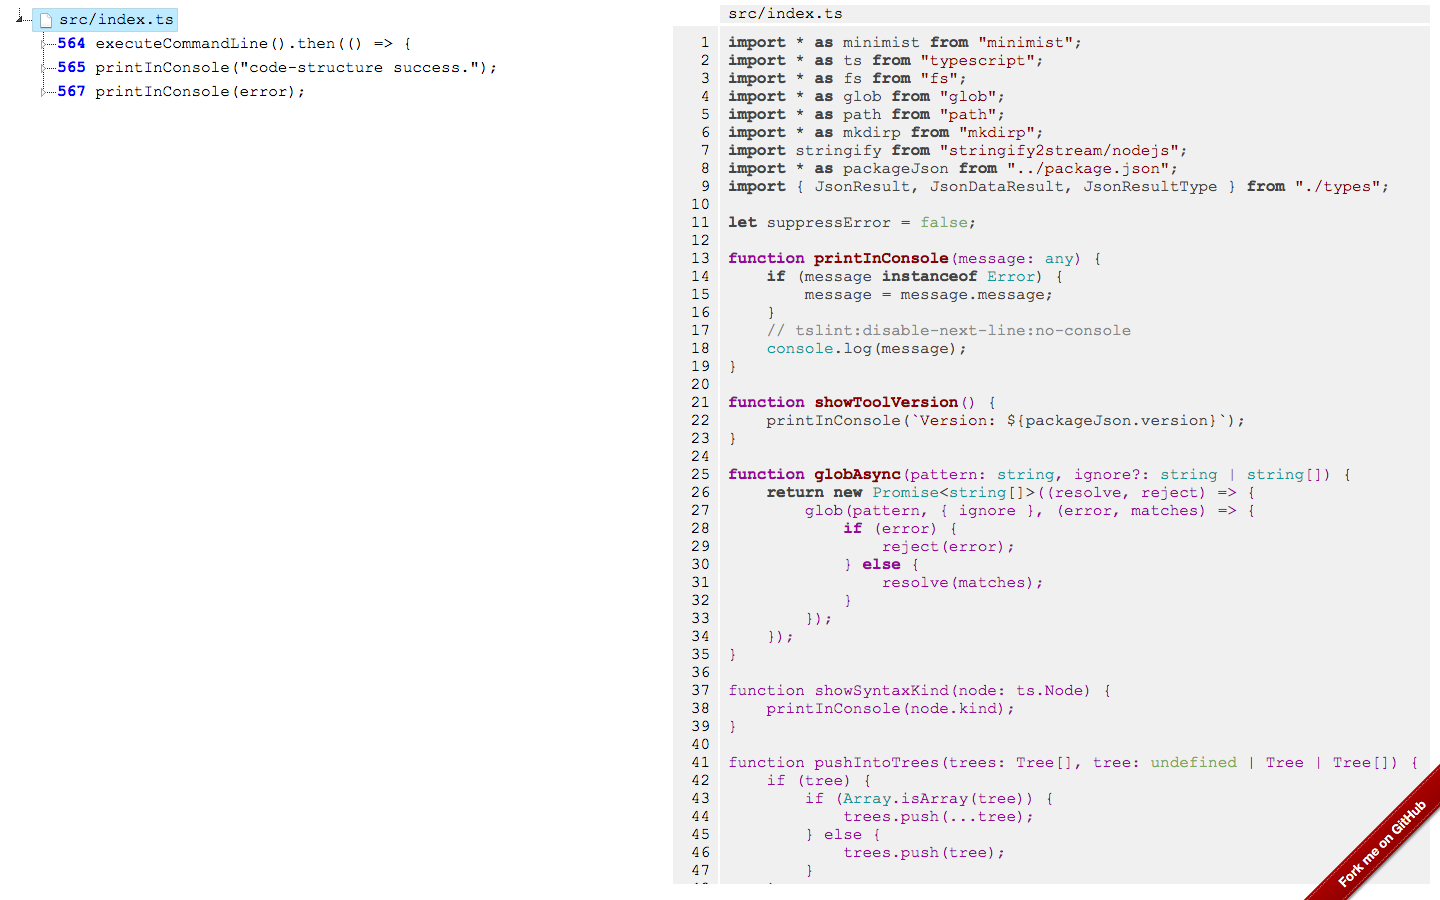 src/index.ts
564 executeCommandLine().then(() => {
565 printInConsole("code-structure success.");
567 printInConsole(error);
src/index.ts
1 import * as minimist from "minimist";
2 import * as ts from "typescript";
3 import * as fs from "fs";
4 import * as glob from "glob";
5 import * as path from "path";
6 import * as mkdirp from "mkdirp";
7 import stringify from "stringify2stream/nodejs";
8 import * as packageJson from "../package.json";
9 import { JsonResult, JsonDataResult, JsonResultType } from "./types";
10
11 let suppressError = false;
12
13 function printInConsole(message: any) {
14     if (message instanceof Error) {
15         message = message.message;
16     }
17     // tslint:disable-next-line:no-console
18     console.log(message);
19 }
20
21 function showToolVersion() {
22     printInConsole(`Version: ${packageJson.version}`);
23 }
24
25 function globAsync(pattern: string, ignore?: string | string[]) {
26     return new Promise<string[]>((resolve, reject) => {
27         glob(pattern, { ignore }, (error, matches) => {
28             if (error) {
29                 reject(error);
30             } else {
31                 resolve(matches);
32             }
33         });
34     });
35 }
36
37 function showSyntaxKind(node: ts.Node) {
38     printInConsole(node.kind);
39 }
40
41 function pushIntoTrees(trees: Tree[], tree: undefined | Tree | Tree[]) {
42     if (tree) {
43         if (Array.isArray(tree)) {
44             trees.push(...tree);
45         } else {
46             trees.push(tree);
47         }
Fork me on GitHub